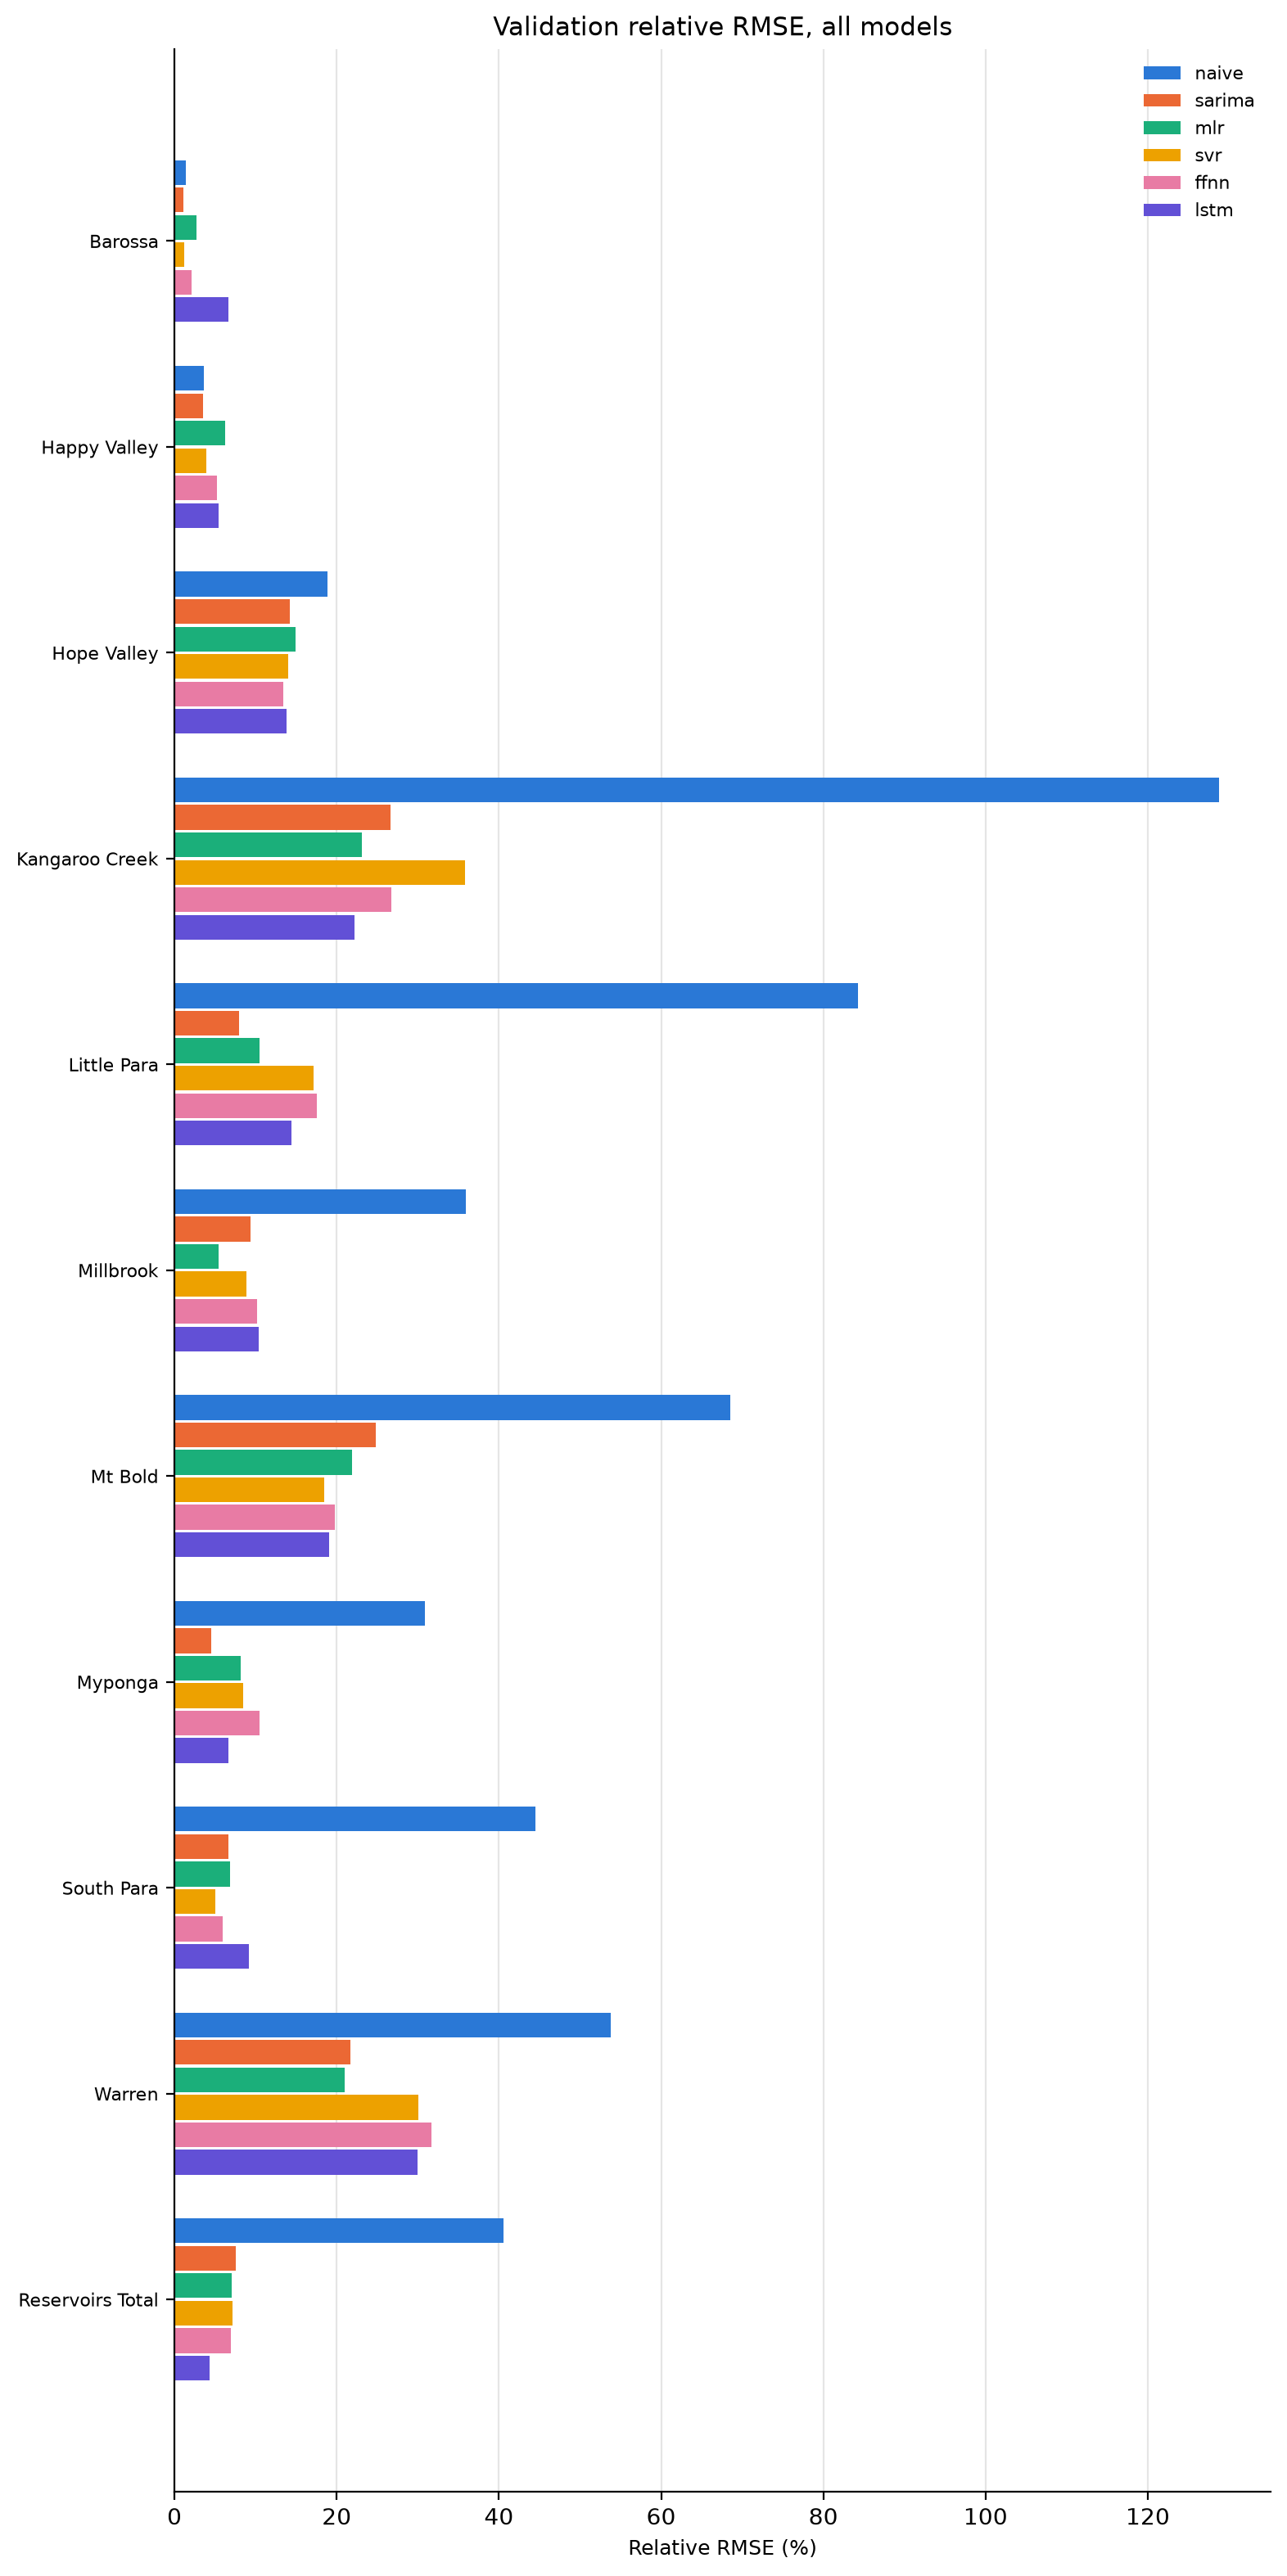 Validation relative RMSE, all models
naive
sarima
mlr
svr
ffnn
lstm
Barossa
Happy Valley
Hope Valley
Kangaroo Creek
Little Para
Millbrook
Mt Bold
Myponga
South Para
Warren
Reservoirs Total
0 20 40 60 80 100 120
Relative RMSE (%)